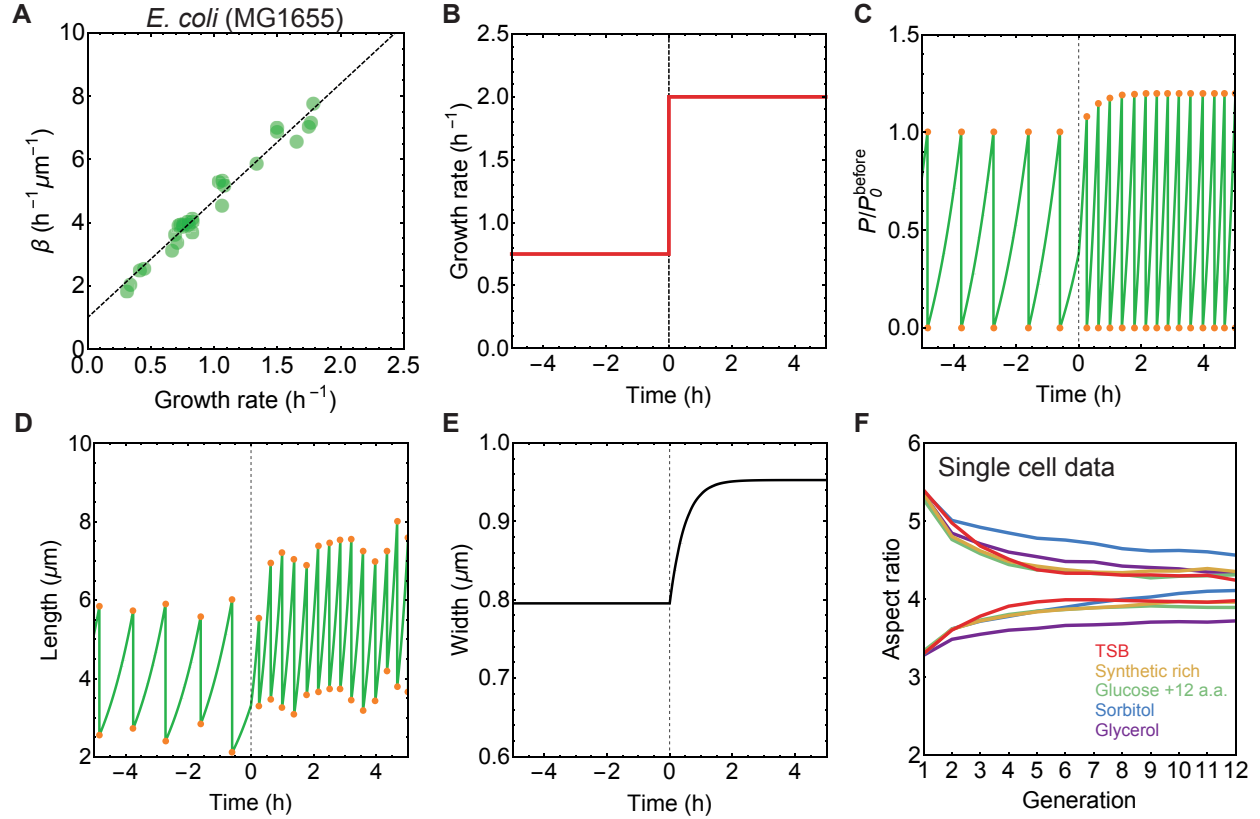 A
E. coli (MG1655)
10
8
6
4
2
0
β (h⁻¹ μm⁻¹)
0.0 0.5 1.0 1.5 2.0 2.5
Growth rate (h⁻¹)
B
2.5
2.0
1.5
1.0
0.5
0.0
Growth rate (h⁻¹)
−4 −2 0 2 4
Time (h)
C
1.5
1.0
0.5
0.0
P/P₀ᵇᵉᶠᵒʳᵉ
−4 −2 0 2 4
Time (h)
D
10
8
6
4
2
Length (μm)
−4 −2 0 2 4
Time (h)
E
1.0
0.9
0.8
0.7
0.6
Width (μm)
−4 −2 0 2 4
Time (h)
F
Single cell data
6
5
4
3
2
Aspect ratio
TSB
Synthetic rich
Glucose +12 a.a.
Sorbitol
Glycerol
1 2 3 4 5 6 7 8 9 10 11 12
Generation